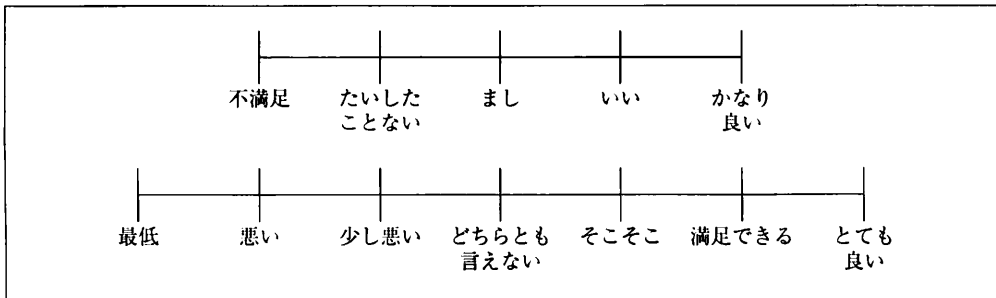 不満足 たいした まし いい かなり
ことない 良い
最低 悪い 少し悪い どちらとも そこそこ 満足できる とても
言えない 良い